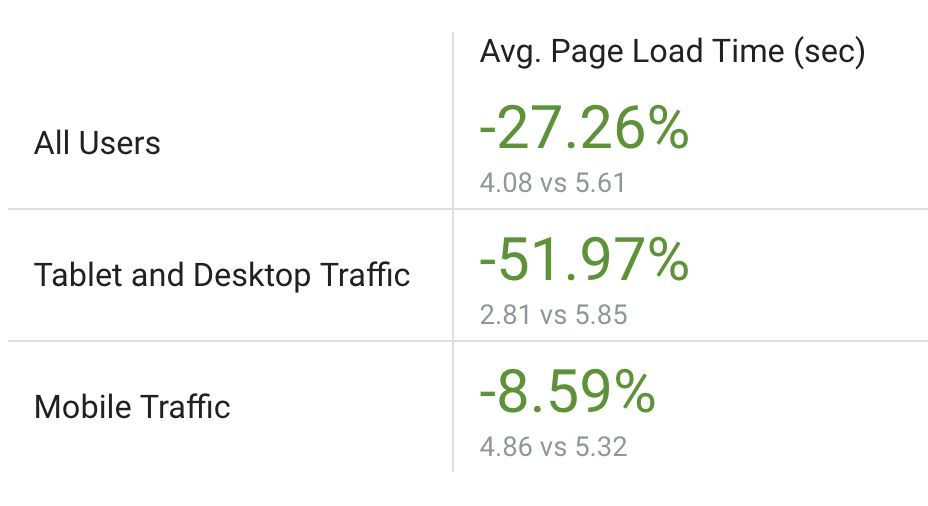 Avg. Page Load Time (sec)
All Users
-27.26%
4.08 vs 5.61
Tablet and Desktop Traffic
-51.97%
2.81 vs 5.85
Mobile Traffic
-8.59%
4.86 vs 5.32